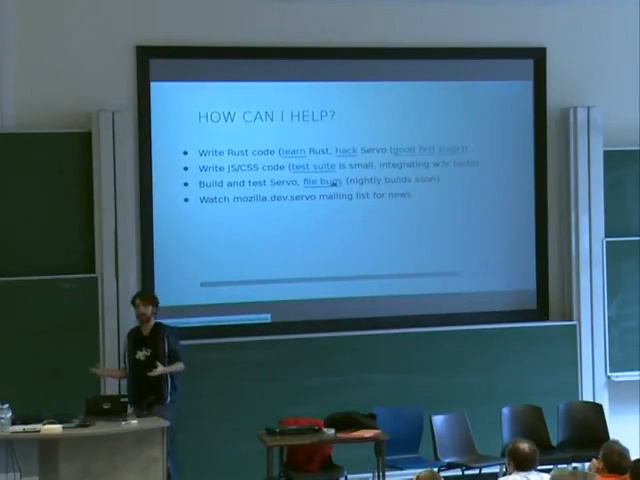 HOW CAN I HELP?
Write Rust code (learn Rust, hack Servo (good first bugs))
Write JS/CSS code (test suite is small, integrating w3c tests)
Build and test Servo, file bugs (nightly builds soon)
Watch mozilla.dev.servo mailing list for news